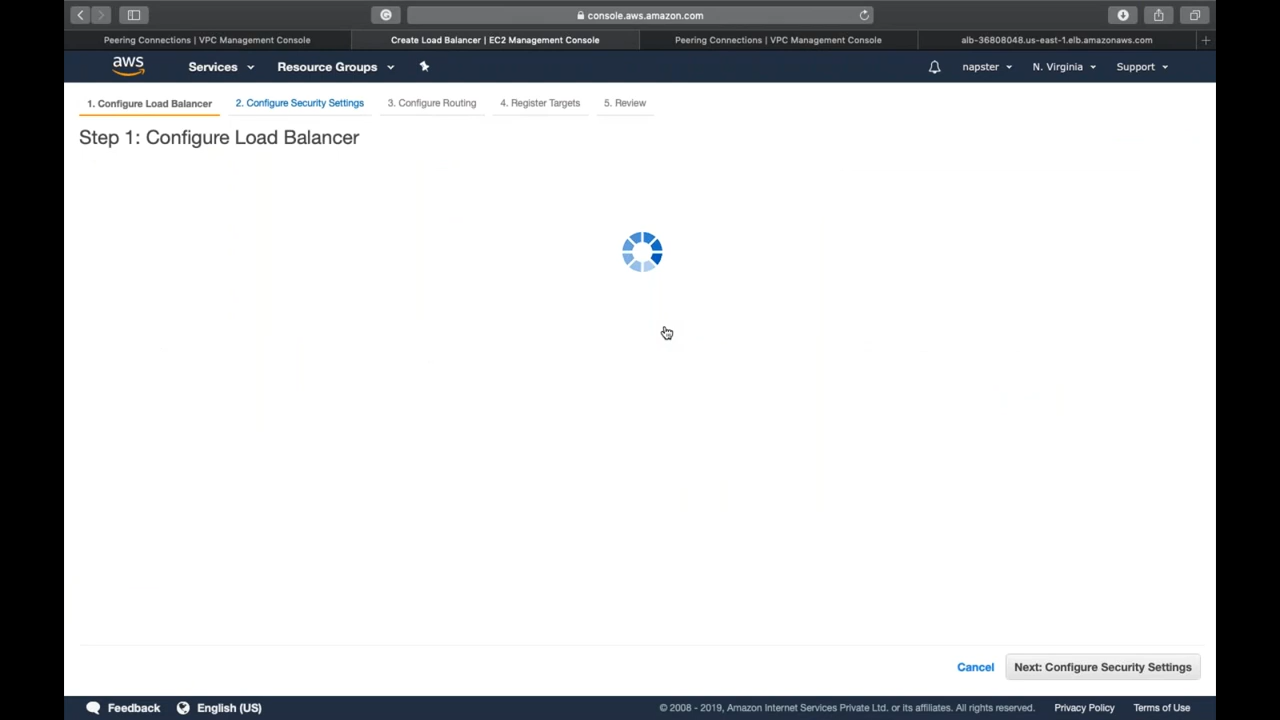 console.aws.amazon.com
Peering Connections | VPC Management Console
Create Load Balancer | EC2 Management Console
Peering Connections | VPC Management Console
alb-36808048.us-east-1.elb.amazonaws.com
aws
Services
Resource Groups
napster
N. Virginia
Support
1. Configure Load Balancer
2. Configure Security Settings
3. Configure Routing
4. Register Targets
5. Review
Step 1: Configure Load Balancer
Cancel
Next: Configure Security Settings
Feedback
English (US)
© 2008 - 2019, Amazon Internet Services Private Ltd. or its affiliates. All rights reserved.
Privacy Policy
Terms of Use